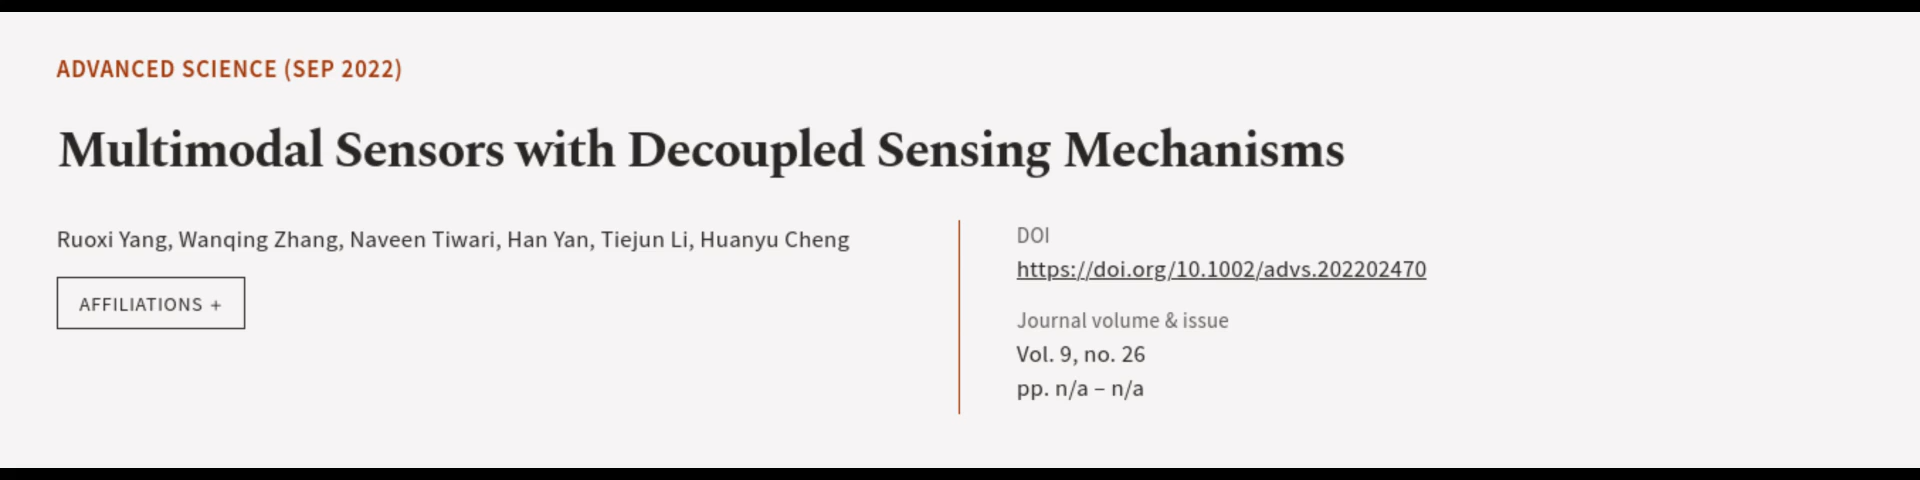 ADVANCED SCIENCE (SEP 2022)
Multimodal Sensors with Decoupled Sensing Mechanisms
Ruoxi Yang, Wanqing Zhang, Naveen Tiwari, Han Yan, Tiejun Li, Huanyu Cheng
AFFILIATIONS +
DOI
https://doi.org/10.1002/advs.202202470
Journal volume & issue
Vol. 9, no. 26
pp. n/a – n/a